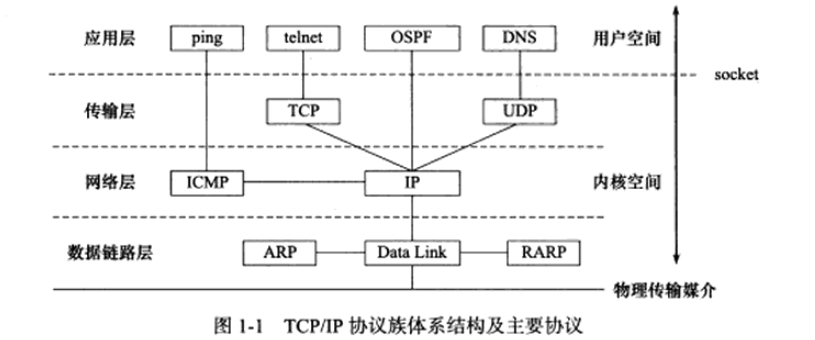 应用层 ping telnet OSPF DNS 用户空间
socket
传输层 TCP UDP
网络层 ICMP IP 内核空间
数据链路层 ARP Data Link RARP
物理传输媒介
图 1-1 TCP/IP 协议族体系结构及主要协议